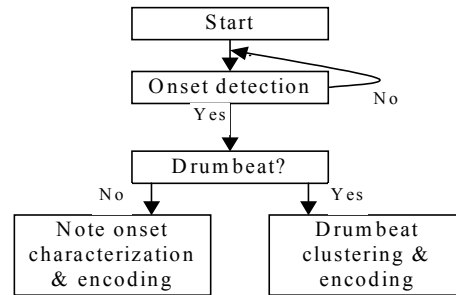 Start
Onset detection
No
Yes
Drumbeat?
No
Yes
Note onset
characterization
& encoding
Drumbeat
clustering &
encoding